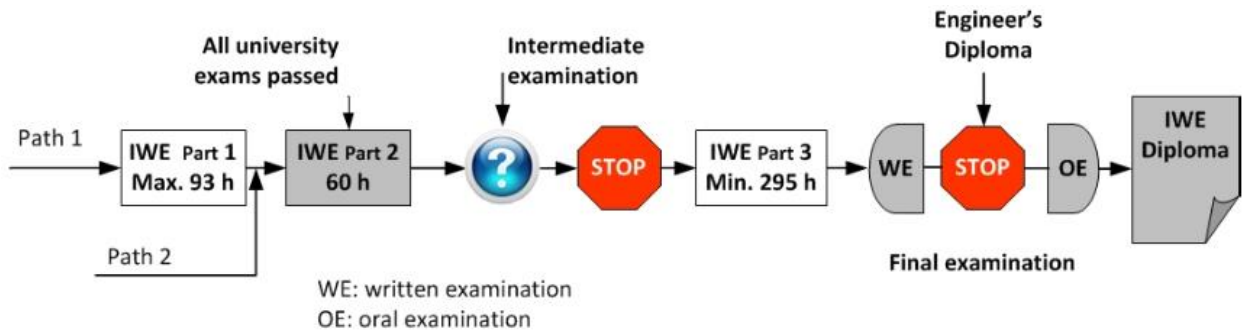 All university
exams passed
Intermediate
examination
Engineer's
Diploma
Path 1
IWE Part 1
Max. 93 h
IWE Part 2
60 h
?
STOP
IWE Part 3
Min. 295 h
WE
STOP
OE
IWE
Diploma
Path 2
Final examination
WE: written examination
OE: oral examination